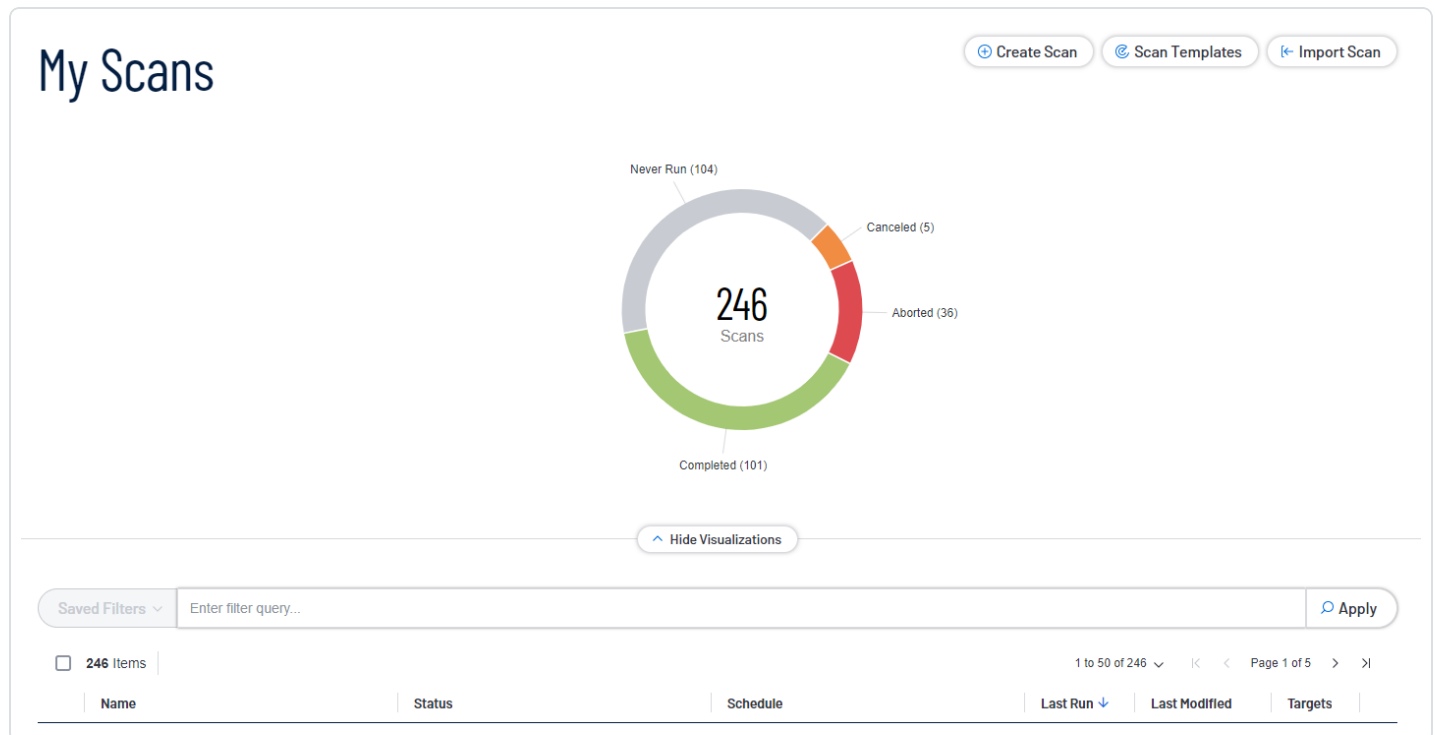 My Scans
Create Scan
Scan Templates
Import Scan
Never Run (104)
Canceled (5)
246
Scans
Aborted (36)
Completed (101)
Hide Visualizations
Saved Filters
Enter filter query...
Apply
246 Items
1 to 50 of 246
Page 1 of 5
Name Status Schedule Last Run Last Modified Targets